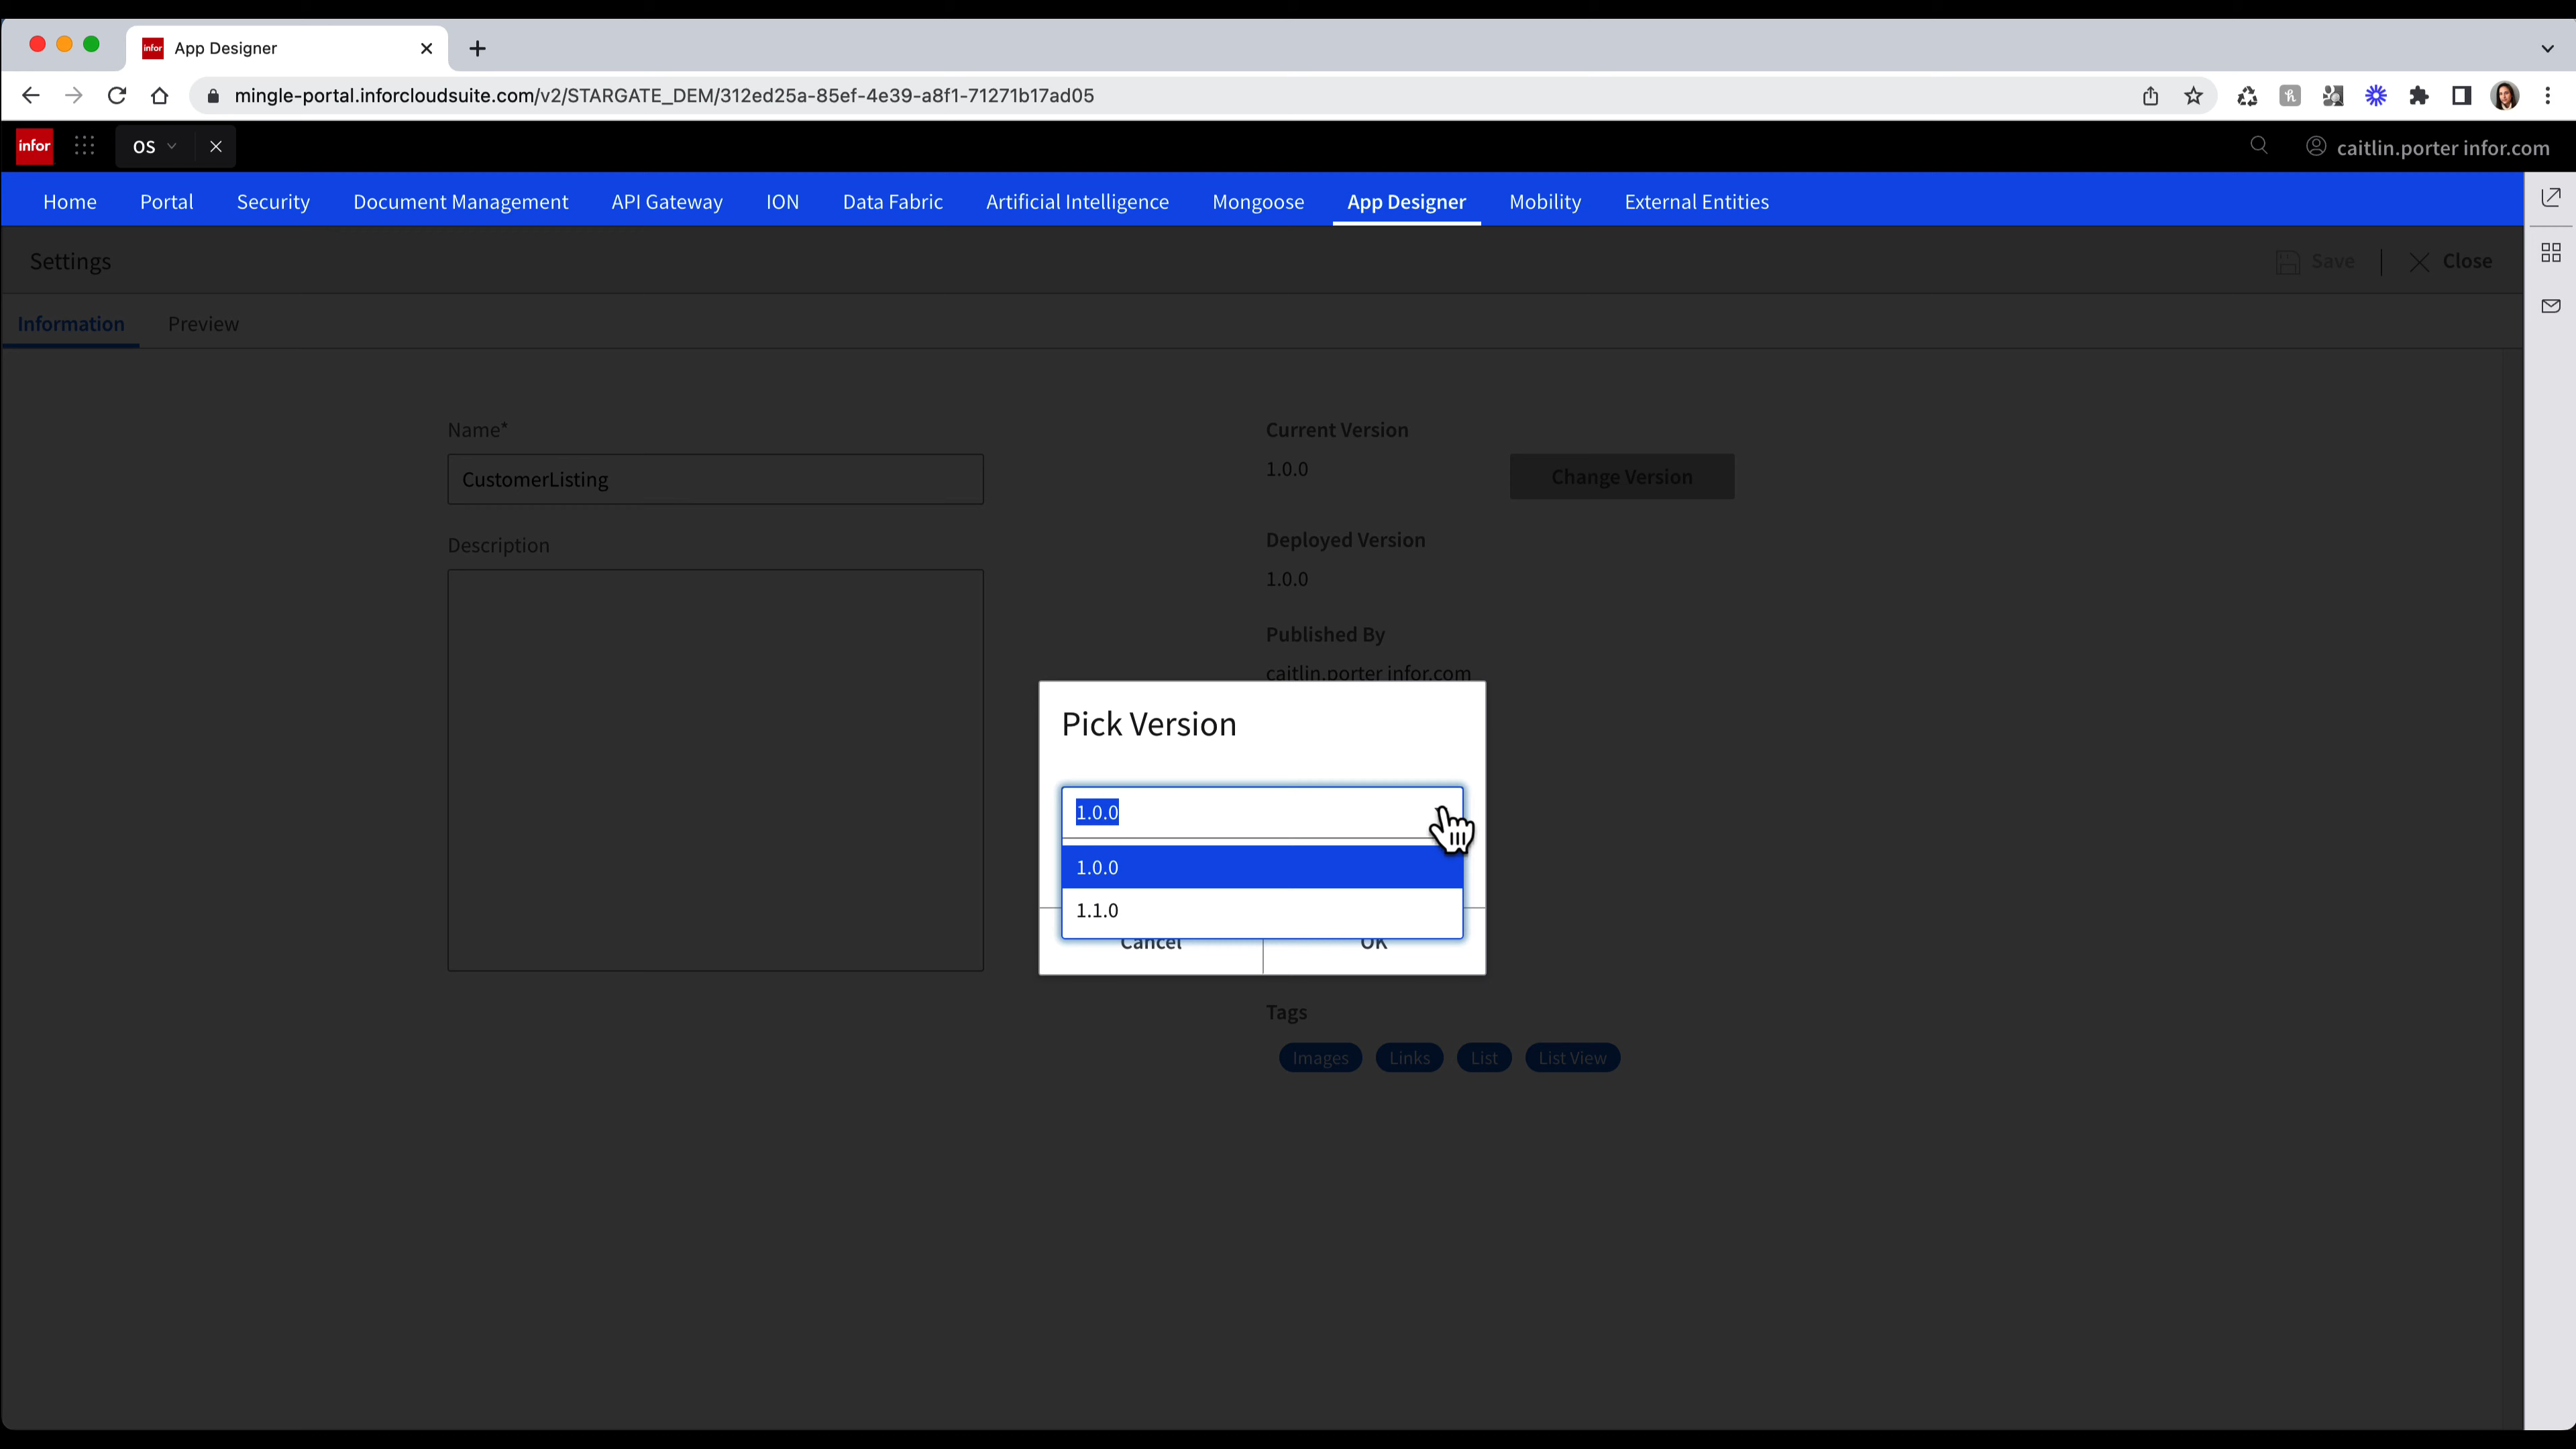 infor App Designer
mingle-portal.inforcloudsuite.com/v2/STARGATE_DEM/312ed25a-85ef-4e39-a8f1-71271b17ad05
infor OS caitlin.porter infor.com
Home Portal Security Document Management API Gateway ION Data Fabric Artificial Intelligence Mongoose App Designer Mobility External Entities
Settings Save Close
Information Preview
Name* Current Version
CustomerListing 1.0.0 Change Version
Description Deployed Version
1.0.0
Published By
caitlin.porter infor.com
Pick Version
1.0.0
1.0.0
1.1.0
Cancel OK
Tags
Images Links List List View